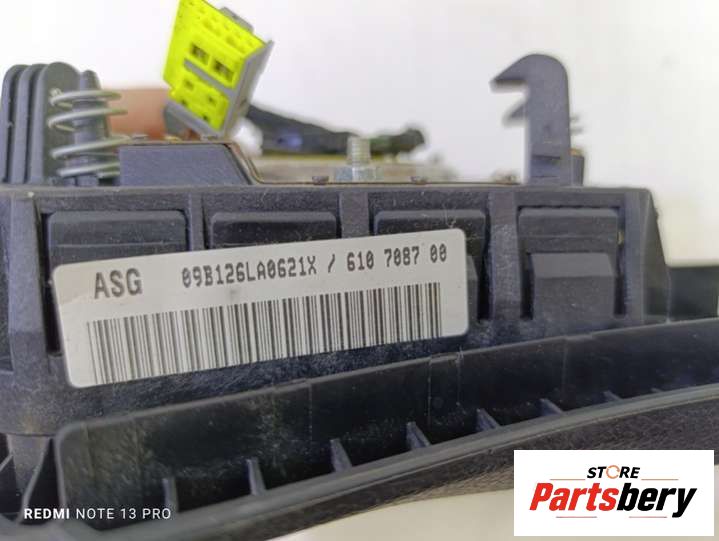 ASG 09B126LA0621X / 610 7087 00
STORE
Partsbery
REDMI NOTE 13 PRO